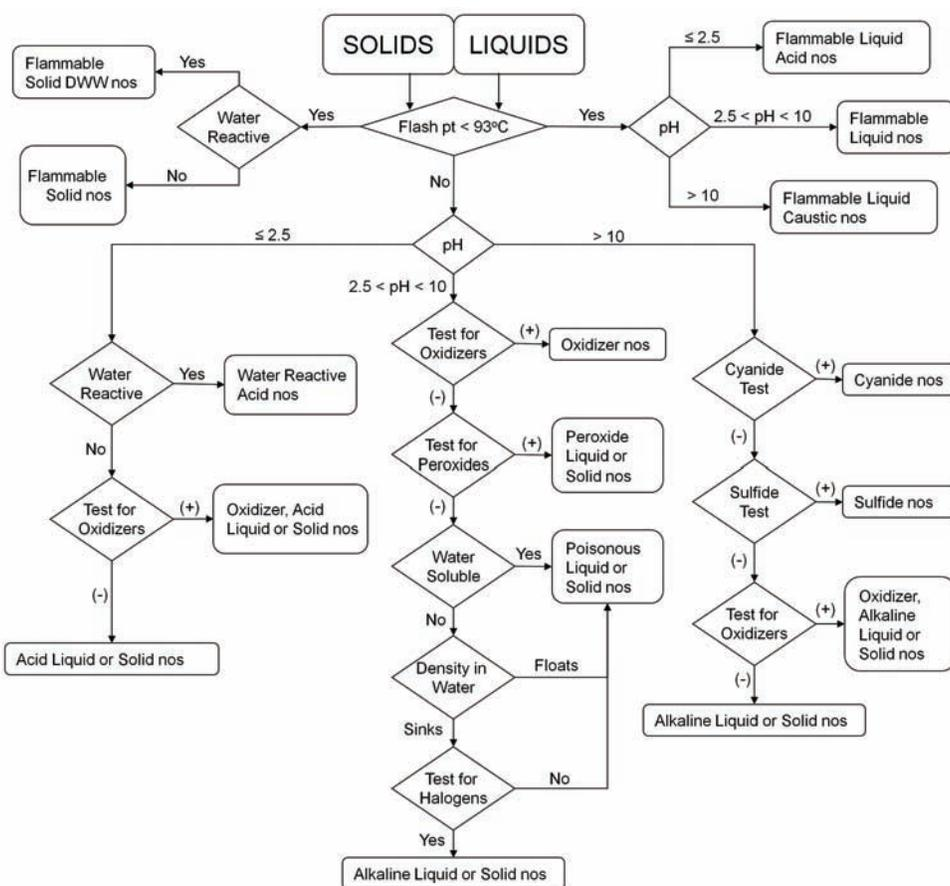 SOLIDS
LIQUIDS
≤ 2.5
Flammable Liquid
Acid nos
Flammable
Solid DWW nos
Yes
Water
Reactive
Yes
Flash pt < 93ºC
Yes
pH
2.5 < pH < 10
Flammable
Liquid nos
No
Flammable
Solid nos
No
> 10
Flammable Liquid
Caustic nos
≤ 2.5
pH
> 10
2.5 < pH < 10
Test for
Oxidizers
(+)
Oxidizer nos
Water
Reactive
Yes
Water Reactive
Acid nos
Cyanide
Test
(+)
Cyanide nos
(-)
No
Test for
Peroxides
(+)
Peroxide
Liquid or
Solid nos
(-)
(-)
Test for
Oxidizers
(+)
Oxidizer, Acid
Liquid or Solid nos
Sulfide
Test
(+)
Sulfide nos
Water
Soluble
Yes
Poisonous
Liquid or
Solid nos
(-)
(-)
No
Test for
Oxidizers
(+)
Oxidizer,
Alkaline
Liquid or
Solid nos
Acid Liquid or Solid nos
Density in
Water
Floats
(-)
Sinks
Alkaline Liquid or Solid nos
Test for
Halogens
No
Yes
Alkaline Liquid or Solid nos